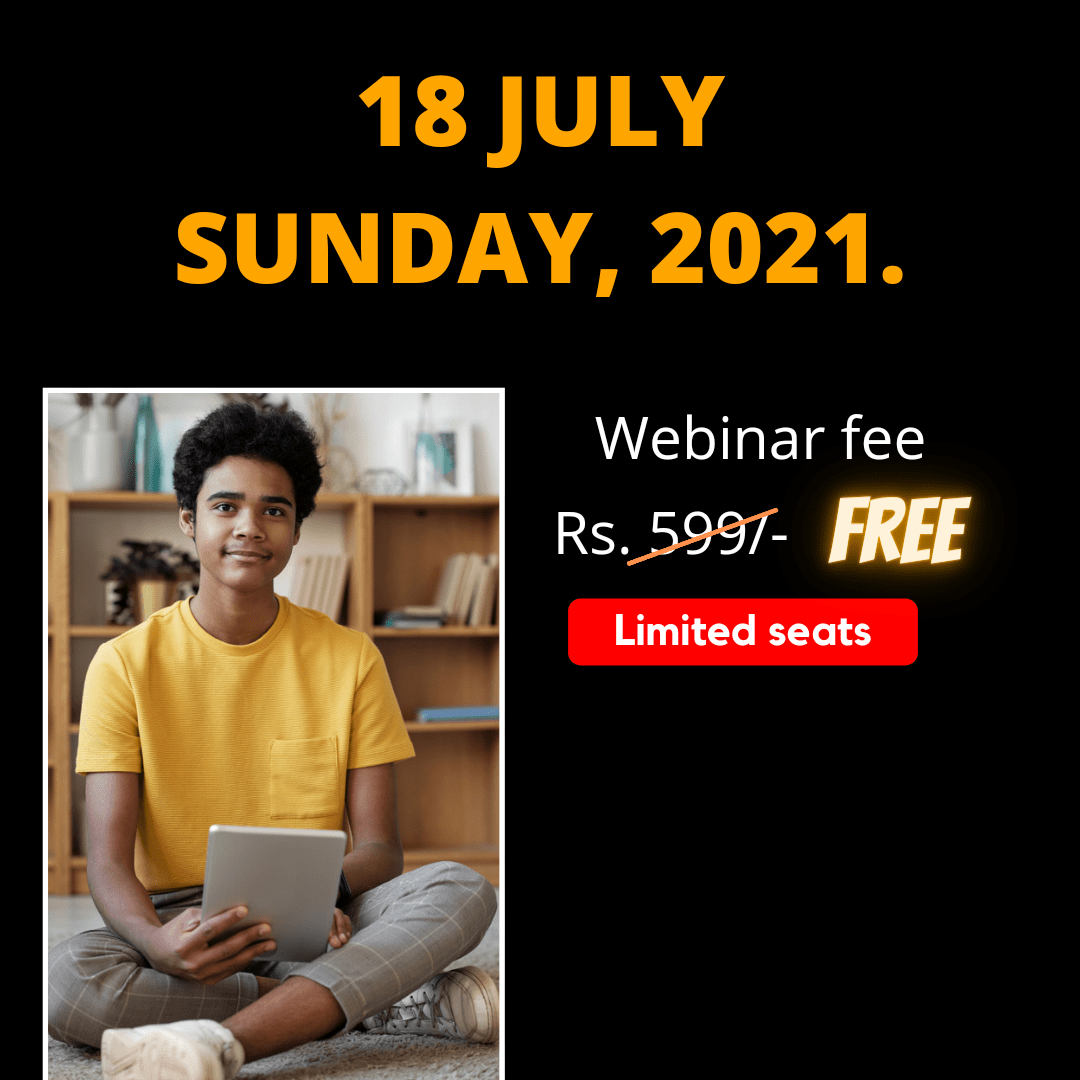 18 JULY
SUNDAY, 2021.
Webinar fee
Rs. 599/- FREE
Limited seats